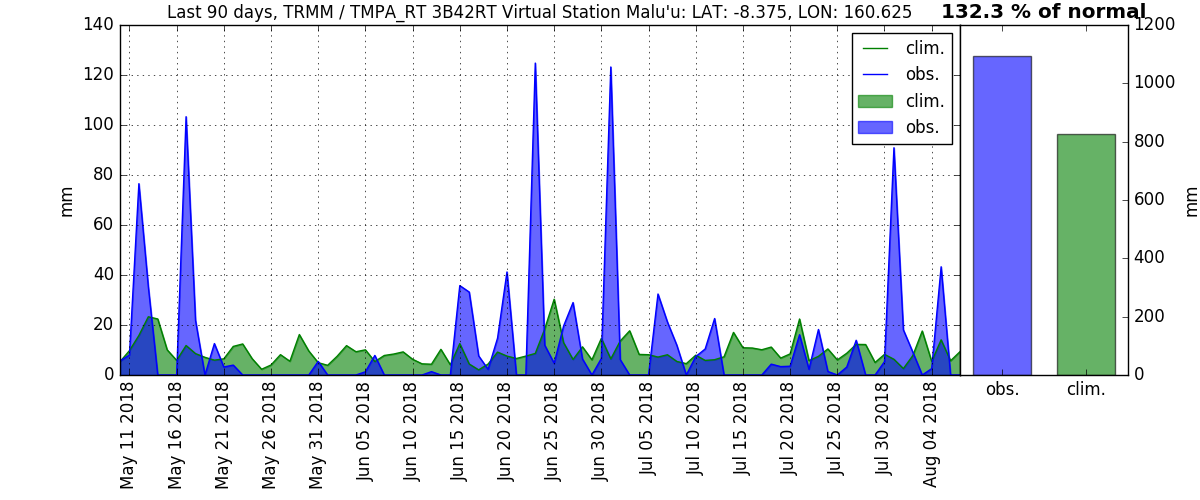 Last 90 days, TRMM / TMPA_RT 3B42RT Virtual Station Malu'u: LAT: -8.375, LON: 160.625
132.3 % of normal
140
120
100
80
60
40
20
0
mm
clim.
obs.
clim.
obs.
May 11 2018
May 16 2018
May 21 2018
May 26 2018
May 31 2018
Jun 05 2018
Jun 10 2018
Jun 15 2018
Jun 20 2018
Jun 25 2018
Jun 30 2018
Jul 05 2018
Jul 10 2018
Jul 15 2018
Jul 20 2018
Jul 25 2018
Jul 30 2018
Aug 04 2018
1200
1000
800
600
400
200
0
mm
obs.
clim.